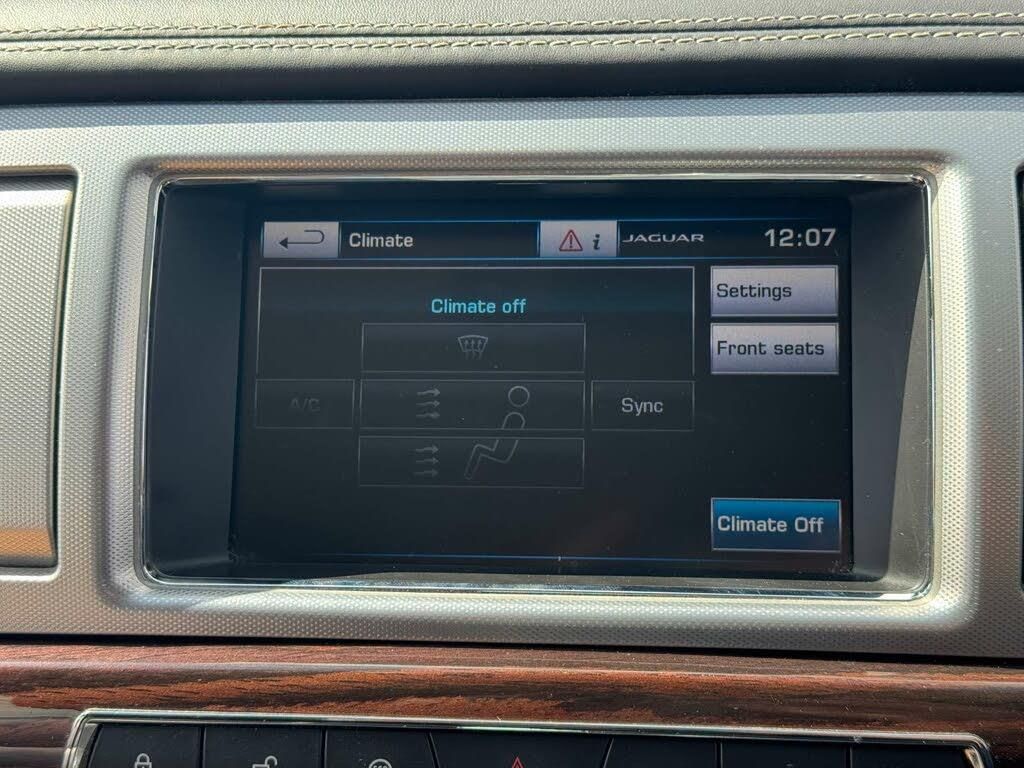 Climate
i
JAGUAR
12:07
Climate off
Settings
Front seats
A/C
Sync
Climate Off